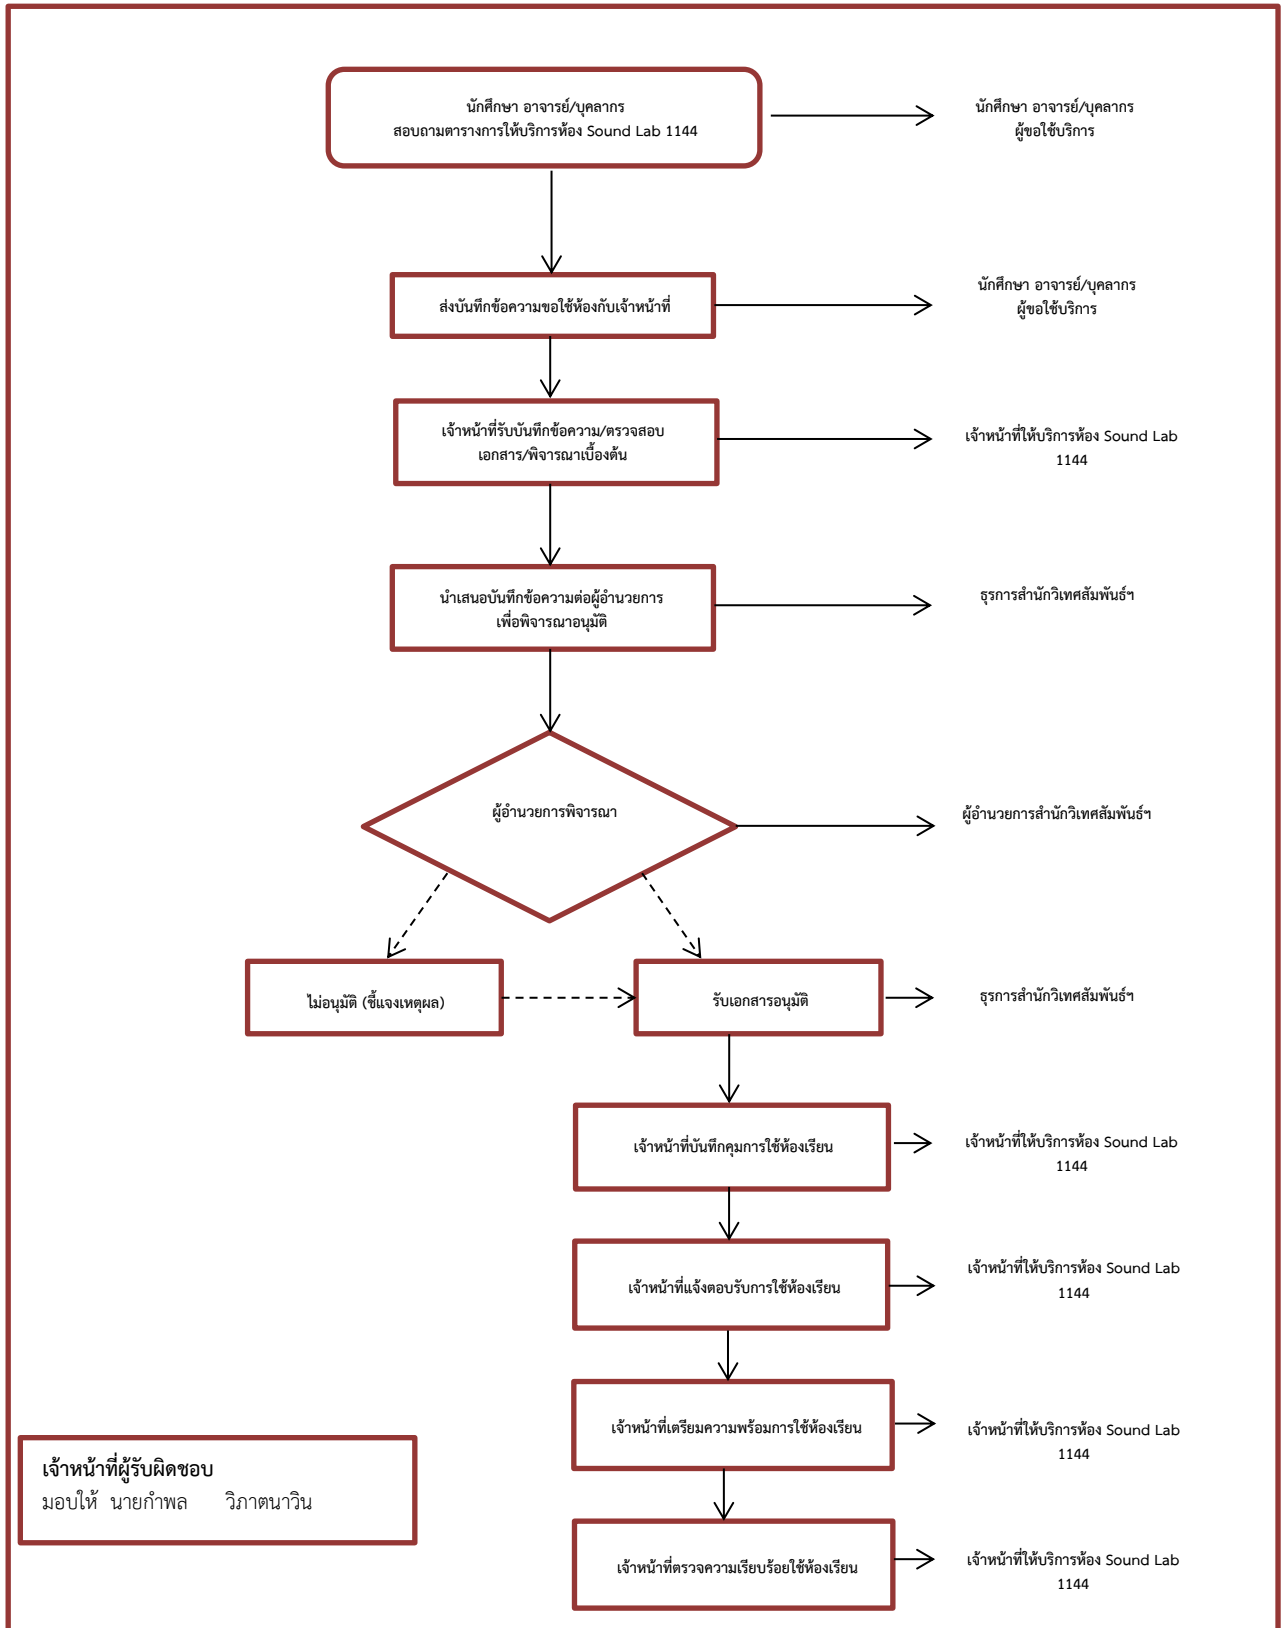 นักศึกษา อาจารย์/บุคลากร
สอบถามตารางการให้บริการห้อง Sound Lab 1144
นักศึกษา อาจารย์/บุคลากร
ผู้ขอใช้บริการ
ส่งบันทึกข้อความขอใช้ห้องกับเจ้าหน้าที่
นักศึกษา อาจารย์/บุคลากร
ผู้ขอใช้บริการ
เจ้าหน้าที่รับบันทึกข้อความ/ตรวจสอบ
เอกสาร/พิจารณาเบื้องต้น
เจ้าหน้าที่ให้บริการห้อง Sound Lab
1144
นำเสนอบันทึกข้อความต่อผู้อำนวยการ
เพื่อพิจารณาอนุมัติ
ธุรการสำนักวิเทศสัมพันธ์ฯ
ผู้อำนวยการพิจารณา
ผู้อำนวยการสำนักวิเทศสัมพันธ์ฯ
ไม่อนุมัติ (ชี้แจงเหตุผล)
รับเอกสารอนุมัติ
ธุรการสำนักวิเทศสัมพันธ์ฯ
เจ้าหน้าที่บันทึกคุมการใช้ห้องเรียน
เจ้าหน้าที่ให้บริการห้อง Sound Lab
1144
เจ้าหน้าที่แจ้งตอบรับการใช้ห้องเรียน
เจ้าหน้าที่ให้บริการห้อง Sound Lab
1144
เจ้าหน้าที่เตรียมความพร้อมการใช้ห้องเรียน
เจ้าหน้าที่ให้บริการห้อง Sound Lab
1144
เจ้าหน้าที่ผู้รับผิดชอบ
มอบให้ นายกำพล วิภาตนาวิน
เจ้าหน้าที่ตรวจความเรียบร้อยใช้ห้องเรียน
เจ้าหน้าที่ให้บริการห้อง Sound Lab
1144